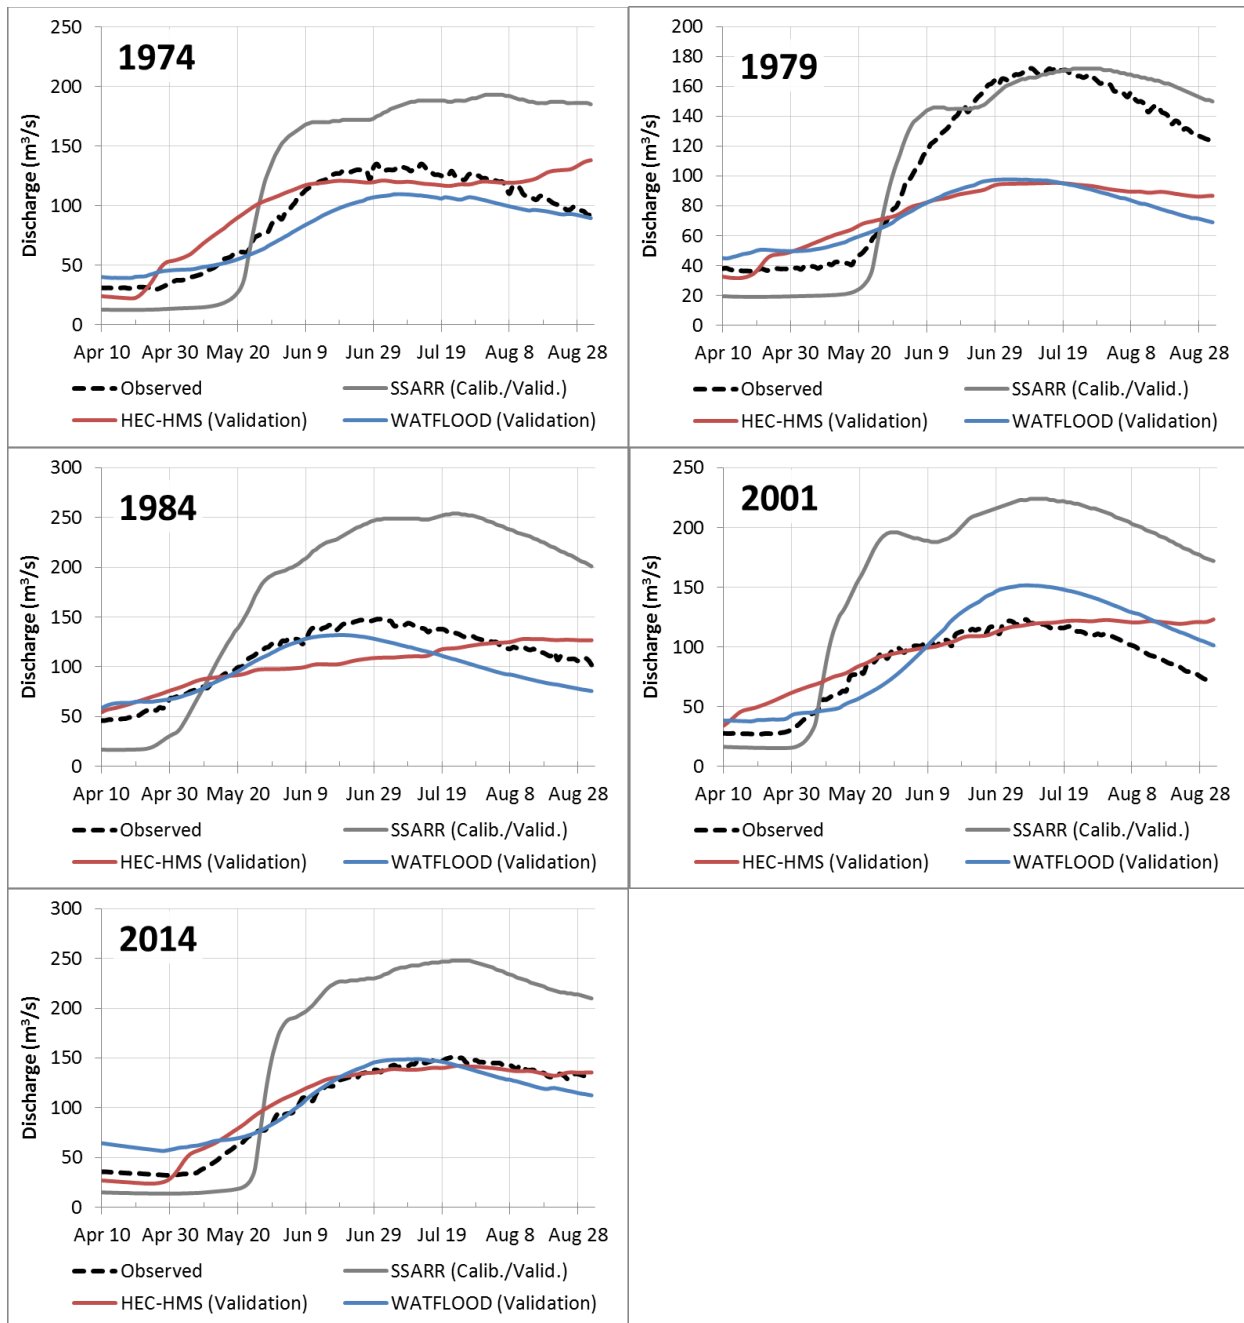 1974
Discharge (m³/s)
250
200
150
100
50
0
Apr 10 Apr 30 May 20 Jun 9 Jun 29 Jul 19 Aug 8 Aug 28
Observed SSARR (Calib./Valid.)
HEC-HMS (Validation) WATFLOOD (Validation)
1979
Discharge (m³/s)
200
180
160
140
120
100
80
60
40
20
0
Apr 10 Apr 30 May 20 Jun 9 Jun 29 Jul 19 Aug 8 Aug 28
Observed SSARR (Calib./Valid.)
HEC-HMS (Validation) WATFLOOD (Validation)
1984
Discharge (m³/s)
300
250
200
150
100
50
0
Apr 10 Apr 30 May 20 Jun 9 Jun 29 Jul 19 Aug 8 Aug 28
Observed SSARR (Calib./Valid.)
HEC-HMS (Validation) WATFLOOD (Validation)
2001
Discharge (m³/s)
250
200
150
100
50
0
Apr 10 Apr 30 May 20 Jun 9 Jun 29 Jul 19 Aug 8 Aug 28
Observed SSARR (Calib./Valid.)
HEC-HMS (Validation) WATFLOOD (Validation)
2014
Discharge (m³/s)
300
250
200
150
100
50
0
Apr 10 Apr 30 May 20 Jun 9 Jun 29 Jul 19 Aug 8 Aug 28
Observed SSARR (Calib./Valid.)
HEC-HMS (Validation) WATFLOOD (Validation)